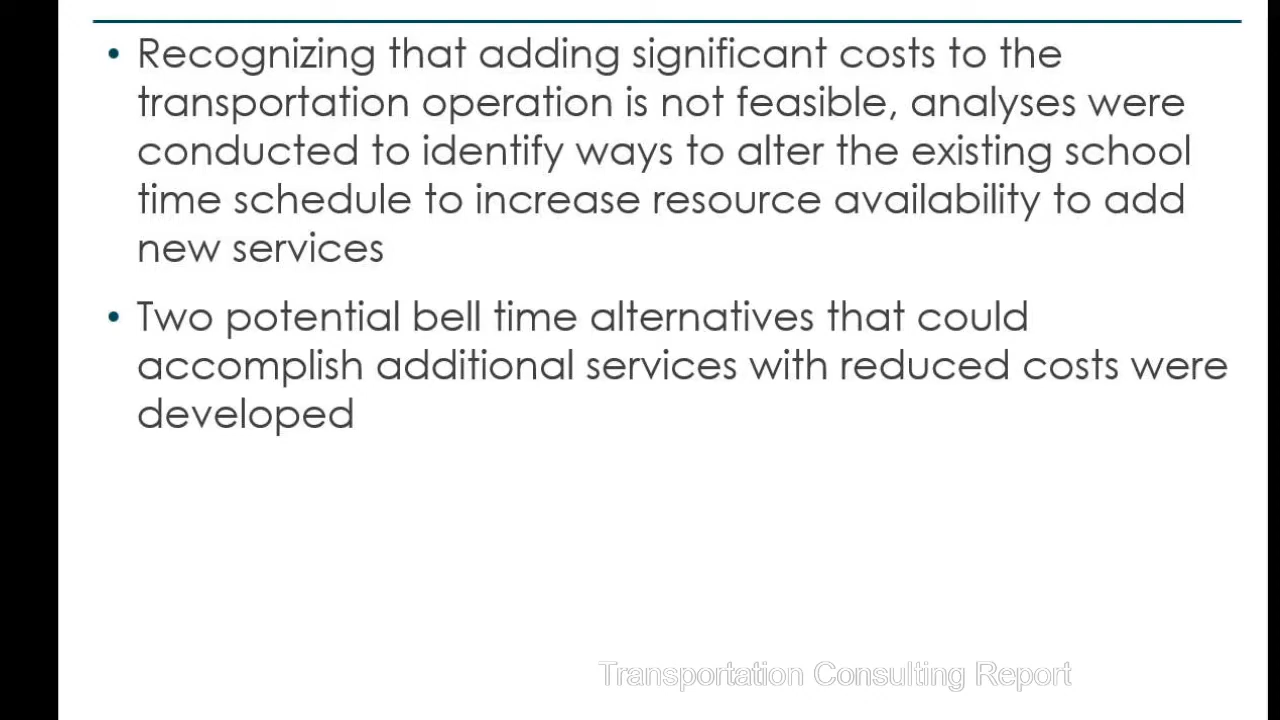 • Recognizing that adding significant costs to the
transportation operation is not feasible, analyses were
conducted to identify ways to alter the existing school
time schedule to increase resource availability to add
new services
• Two potential bell time alternatives that could
accomplish additional services with reduced costs were
developed
Transportation Consulting Report